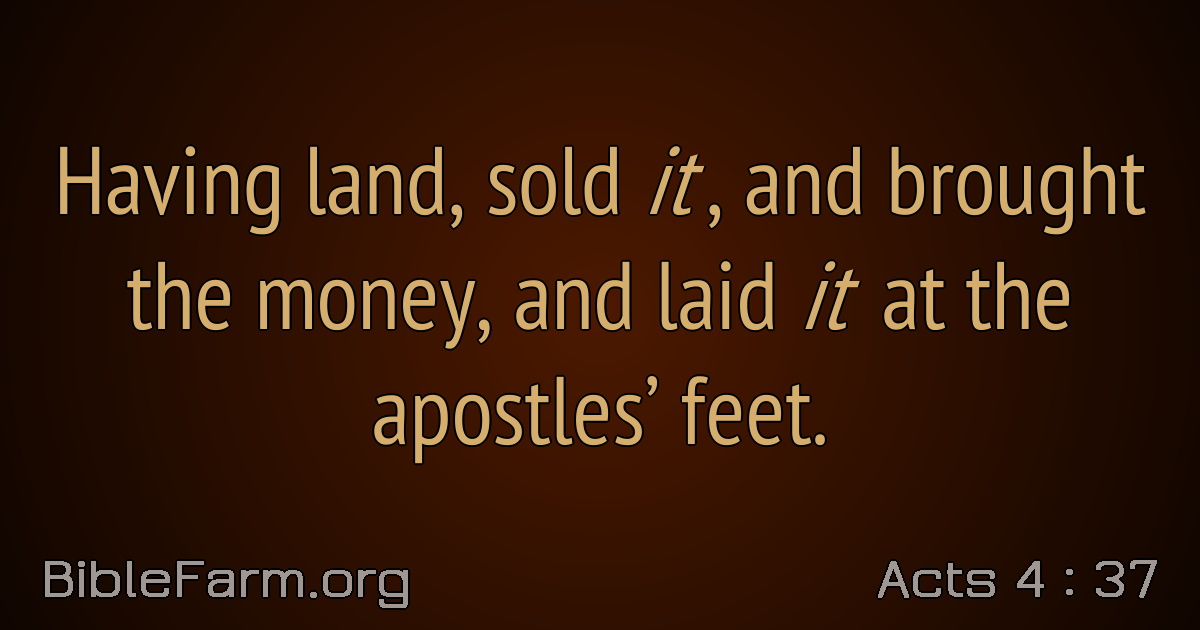 Having land, sold it, and brought
the money, and laid it at the
apostles’ feet.
BibleFarm.org
Acts 4 : 37